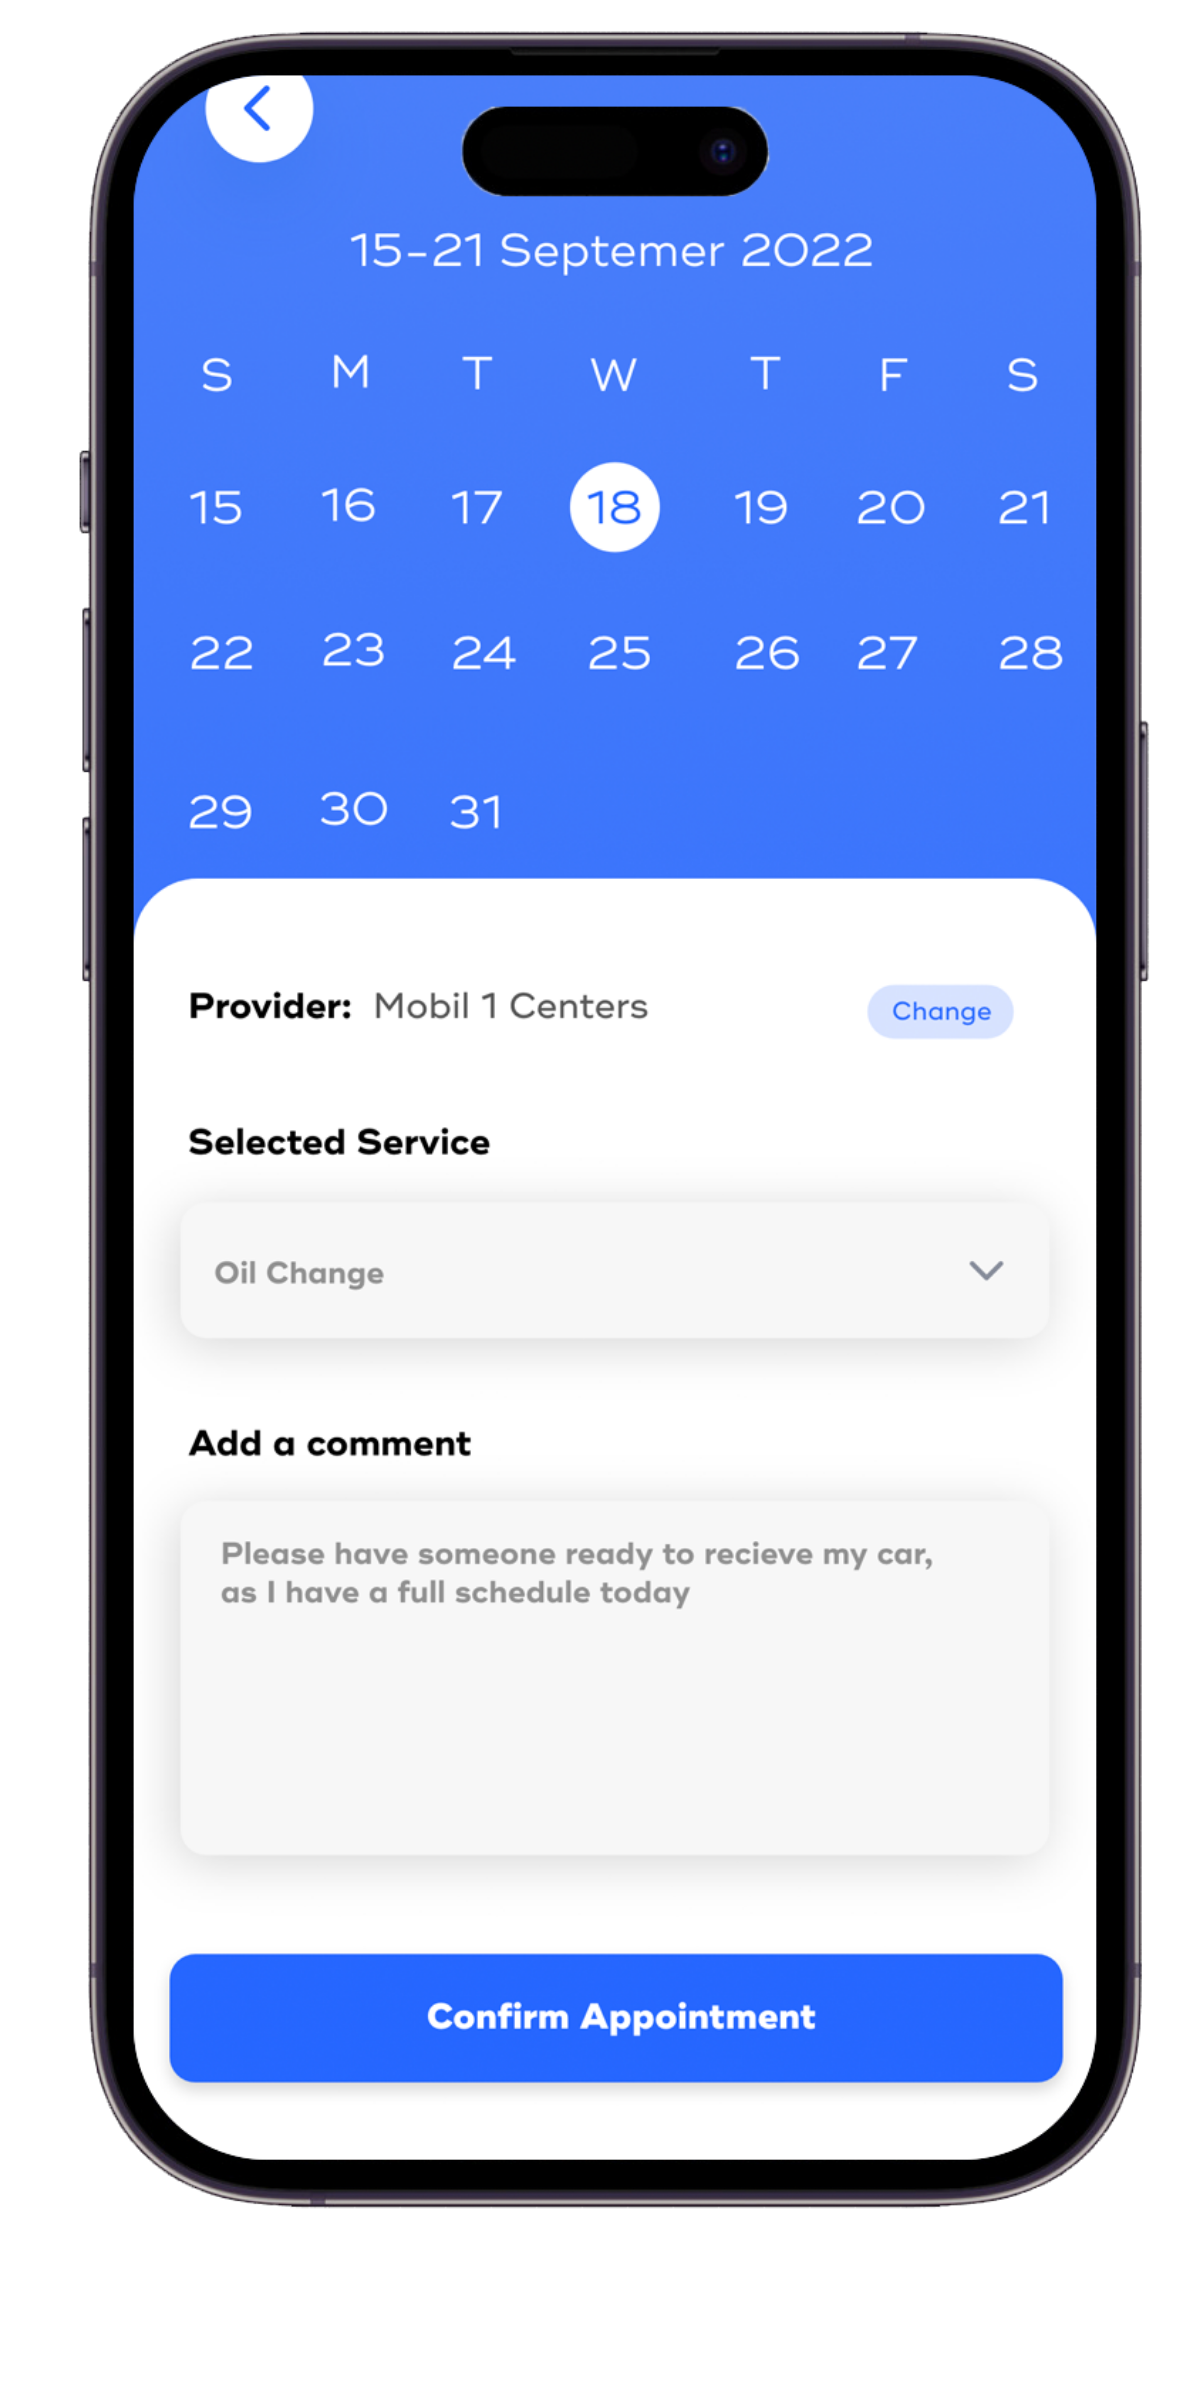 15-21 Septemer 2022
S M T W T F S
15 16 17 18 19 20 21
22 23 24 25 26 27 28
29 30 31
Provider: Mobil 1 Centers Change
Selected Service
Oil Change
Add a comment
Please have someone ready to recieve my car,
as I have a full schedule today
Confirm Appointment